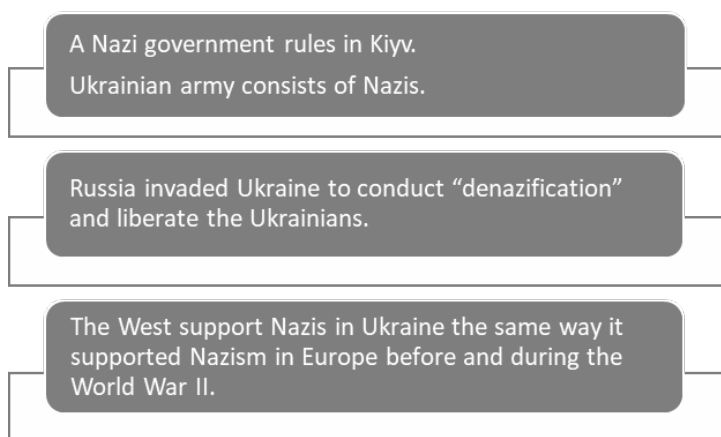 A Nazi government rules in Kiyv.
Ukrainian army consists of Nazis.
Russia invaded Ukraine to conduct “denazification”
and liberate the Ukrainians.
The West support Nazis in Ukraine the same way it
supported Nazism in Europe before and during the
World War II.